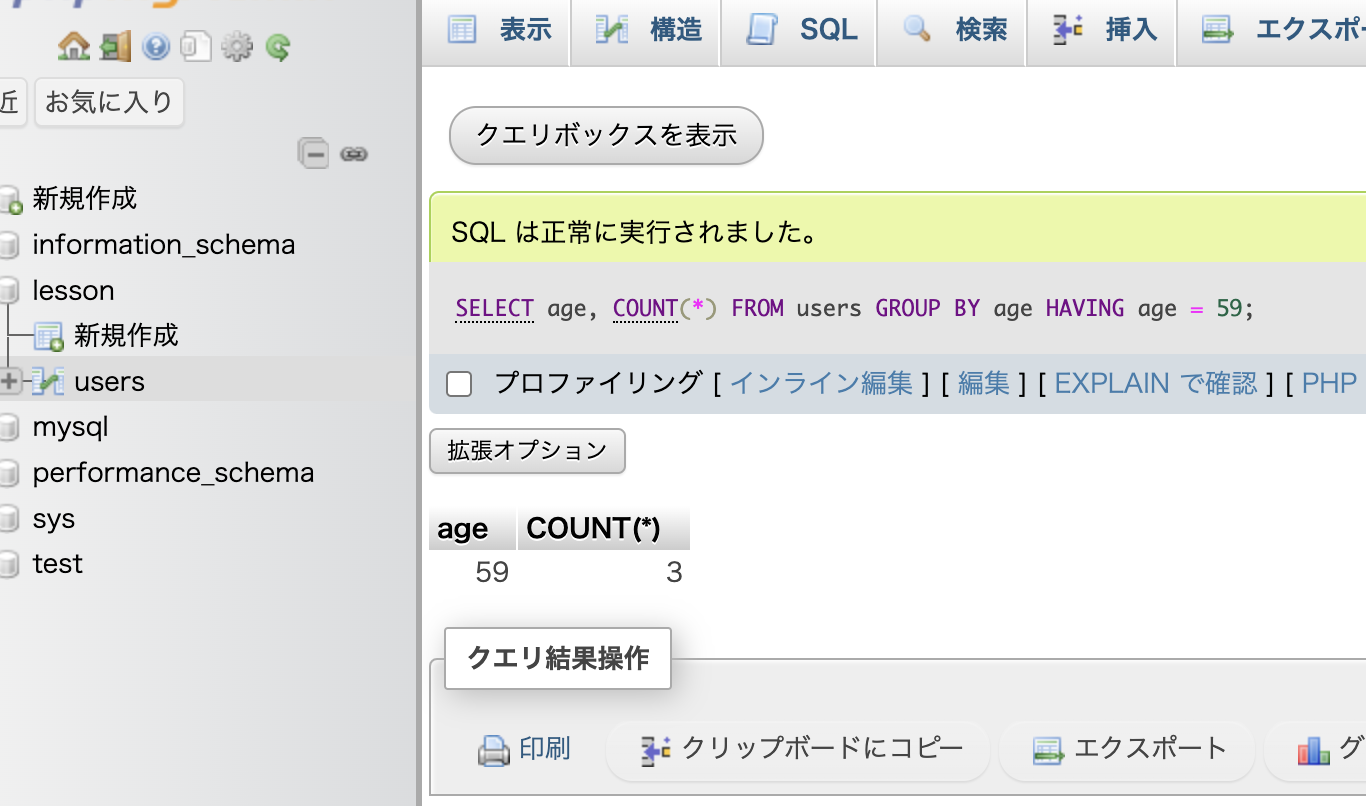 表示 構造 SQL 検索 挿入 エクスポー
近 お気に入り
新規作成
information_schema
lesson
新規作成
users
mysql
performance_schema
sys
test
クエリボックスを表示
SQL は正常に実行されました。
SELECT age, COUNT(*) FROM users GROUP BY age HAVING age = 59;
プロファイリング [ インライン編集 ] [ 編集 ] [ EXPLAIN で確認 ] [ PHP
拡張オプション
age COUNT(*)
59 3
クエリ結果操作
印刷 クリップボードにコピー エクスポート グ